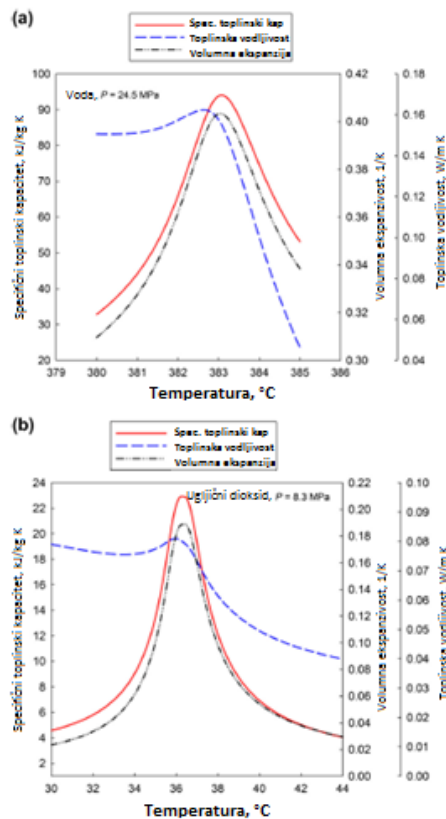 (a)
Spec. toplinski kap
Toplinska vodljivost
Volumna ekspanzija
Voda, P = 24.5 MPa
Specifični toplinski kapacitet, kJ/kg K
100
90
80
70
60
50
40
30
20
379 380 381 382 383 384 385 386
Temperatura, °C
0.42
0.40
0.38
0.36
0.34
0.32
0.30
Volumna ekspanzivost, 1/K
0.18
0.16
0.14
0.12
0.10
0.08
0.06
0.04
Toplinska vodljivost, W/m K
(b)
Spec. toplinski kap
Toplinska vodljivost
Volumna ekspanzija
Ugljični dioksid, P = 8.3 MPa
Specifični toplinski kapacitet, kJ/kg K
24
22
20
18
16
14
12
10
8
6
4
2
30 32 34 36 38 40 42 44
Temperatura, °C
0.22
0.20
0.18
0.16
0.14
0.12
0.10
0.08
0.06
0.04
0.02
0.00
Volumna ekspanzivost, 1/K
0.10
0.09
0.08
0.07
0.06
0.05
0.04
0.03
0.02
0.01
0.00
Toplinska vodljivost, W/m K